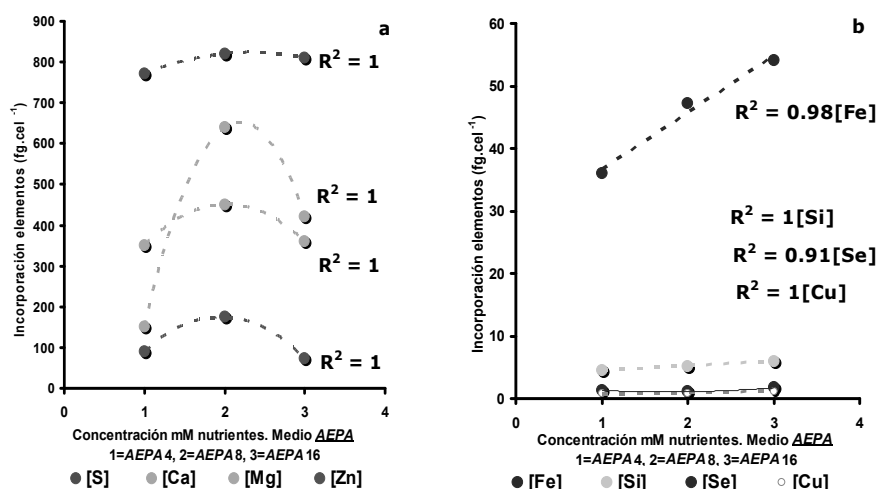 a
Incorporación elementos (fg.cel -1)
900
800
700
600
500
400
300
200
100
0
R2 = 1
R2 = 1
R2 = 1
R2 = 1
0 1 2 3 4
Concentración mM nutrientes. Medio AEPA
1=AEPA4, 2=AEPA8, 3=AEPA16
[S] [Ca] [Mg] [Zn]
b
Incorporación elementos (fg.cel -1)
60
50
40
30
20
10
0
R2 = 0.98[Fe]
R2 = 1[Si]
R2 = 0.91[Se]
R2 = 1[Cu]
0 1 2 3 4
Concentración mM nutrientes. Medio AEPA
1=AEPA4, 2=AEPA8, 3=AEPA16
[Fe] [Si] [Se] [Cu]